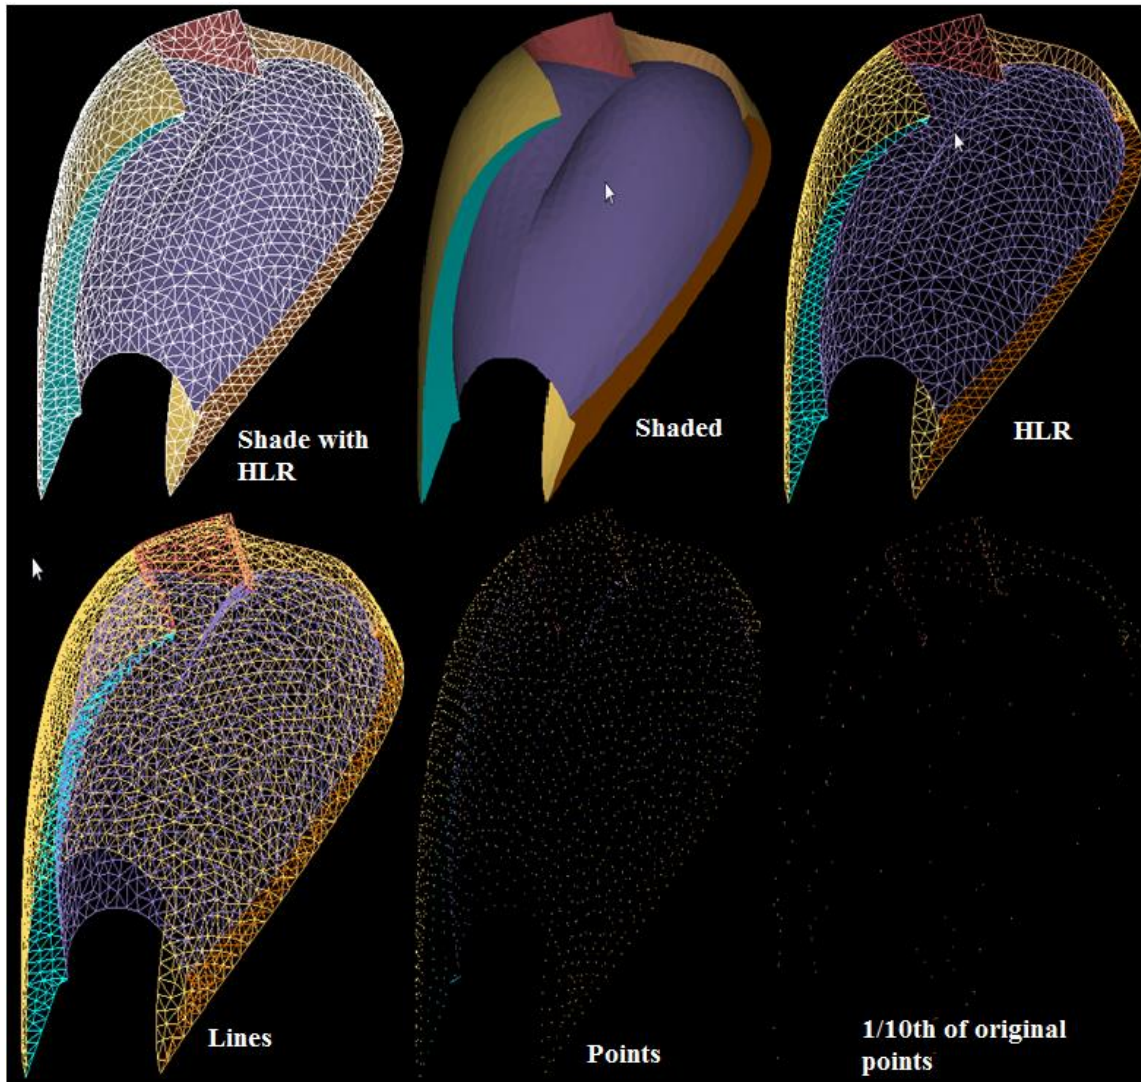 Shade with
HLR
Shaded
HLR
Lines
Points
1/10th of original
points